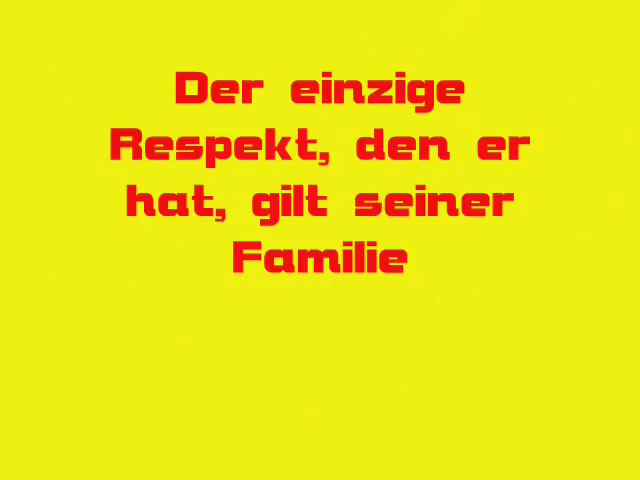 Der einzige
Respekt, den er
hat, gilt seiner
Familie